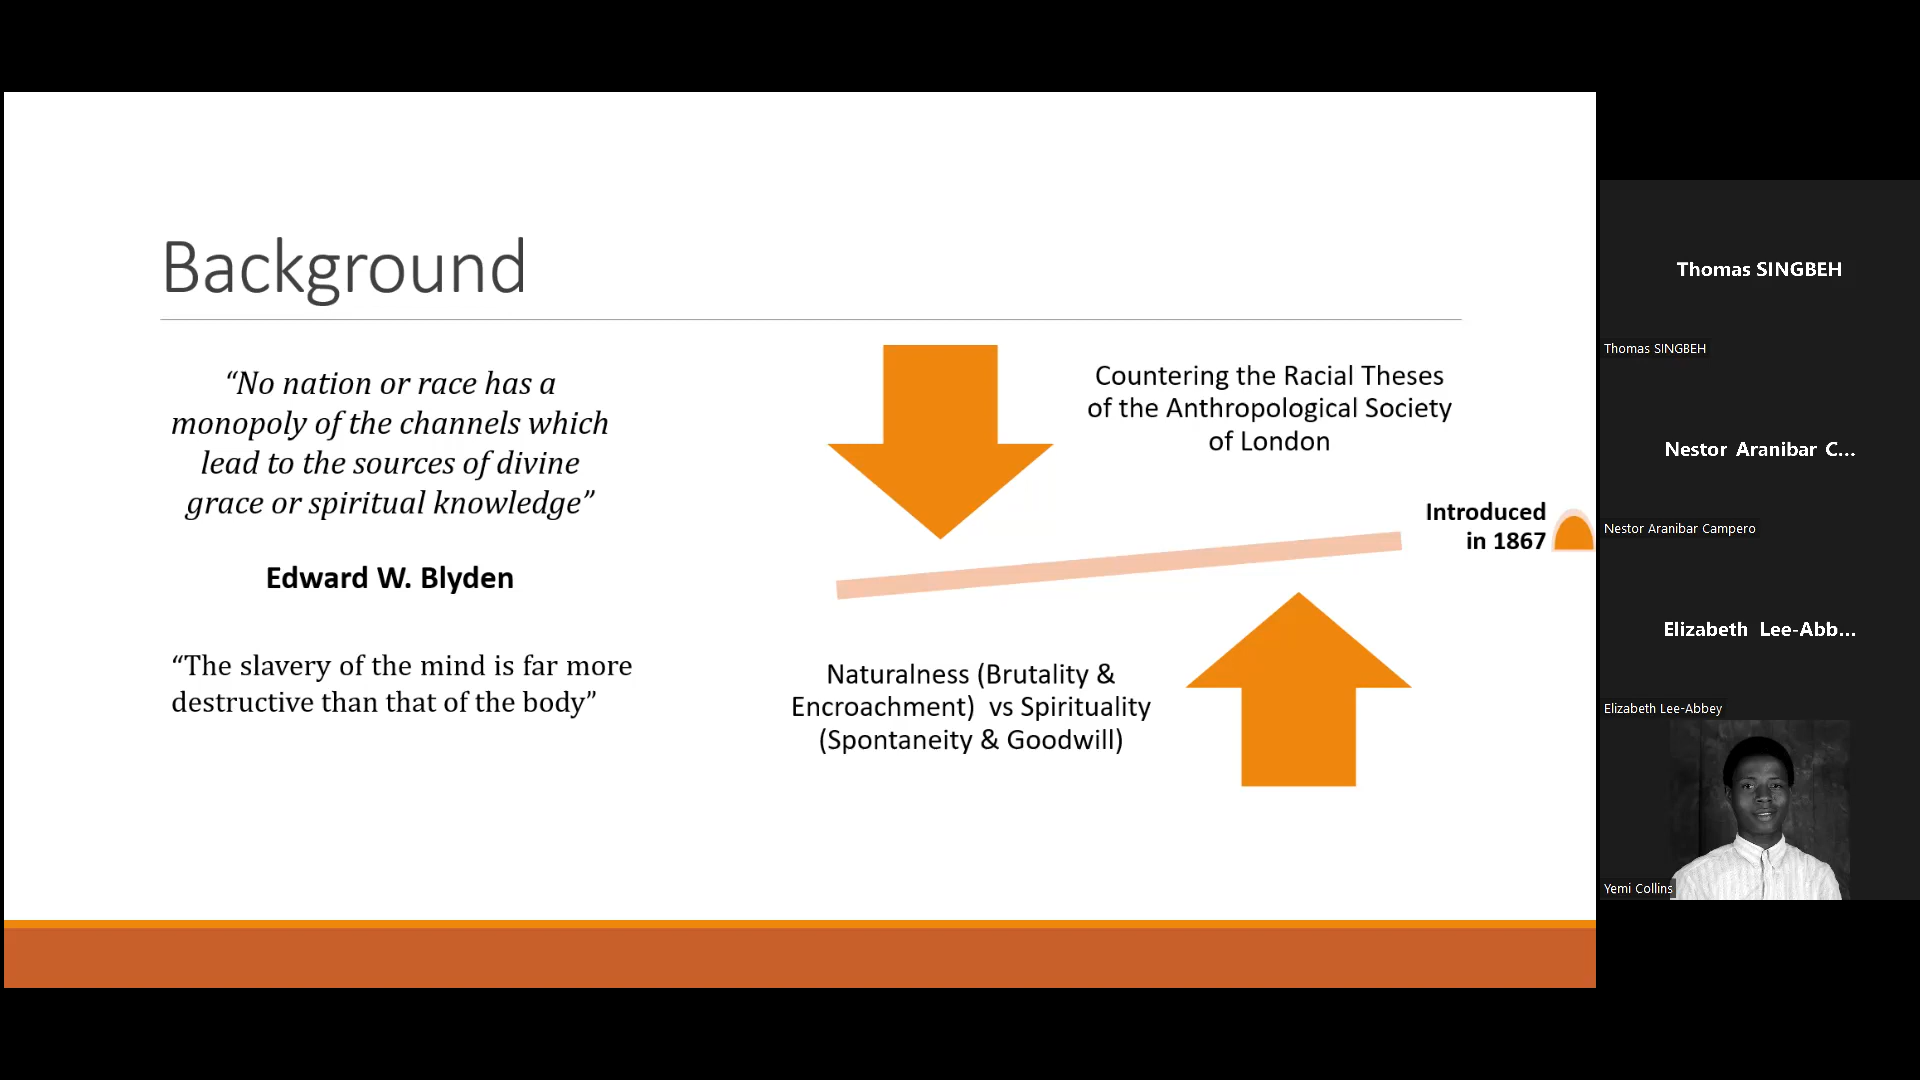 Background
“No nation or race has a
monopoly of the channels which
lead to the sources of divine
grace or spiritual knowledge”
Edward W. Blyden
“The slavery of the mind is far more
destructive than that of the body”
Countering the Racial Theses
of the Anthropological Society
of London
Introduced
in 1867
Naturalness (Brutality &
Encroachment)  vs Spirituality
(Spontaneity & Goodwill)
Thomas SINGBEH
Thomas SINGBEH
Nestor Aranibar C...
Nestor Aranibar Campero
Elizabeth Lee-Abb...
Elizabeth Lee-Abbey
Yemi Collins